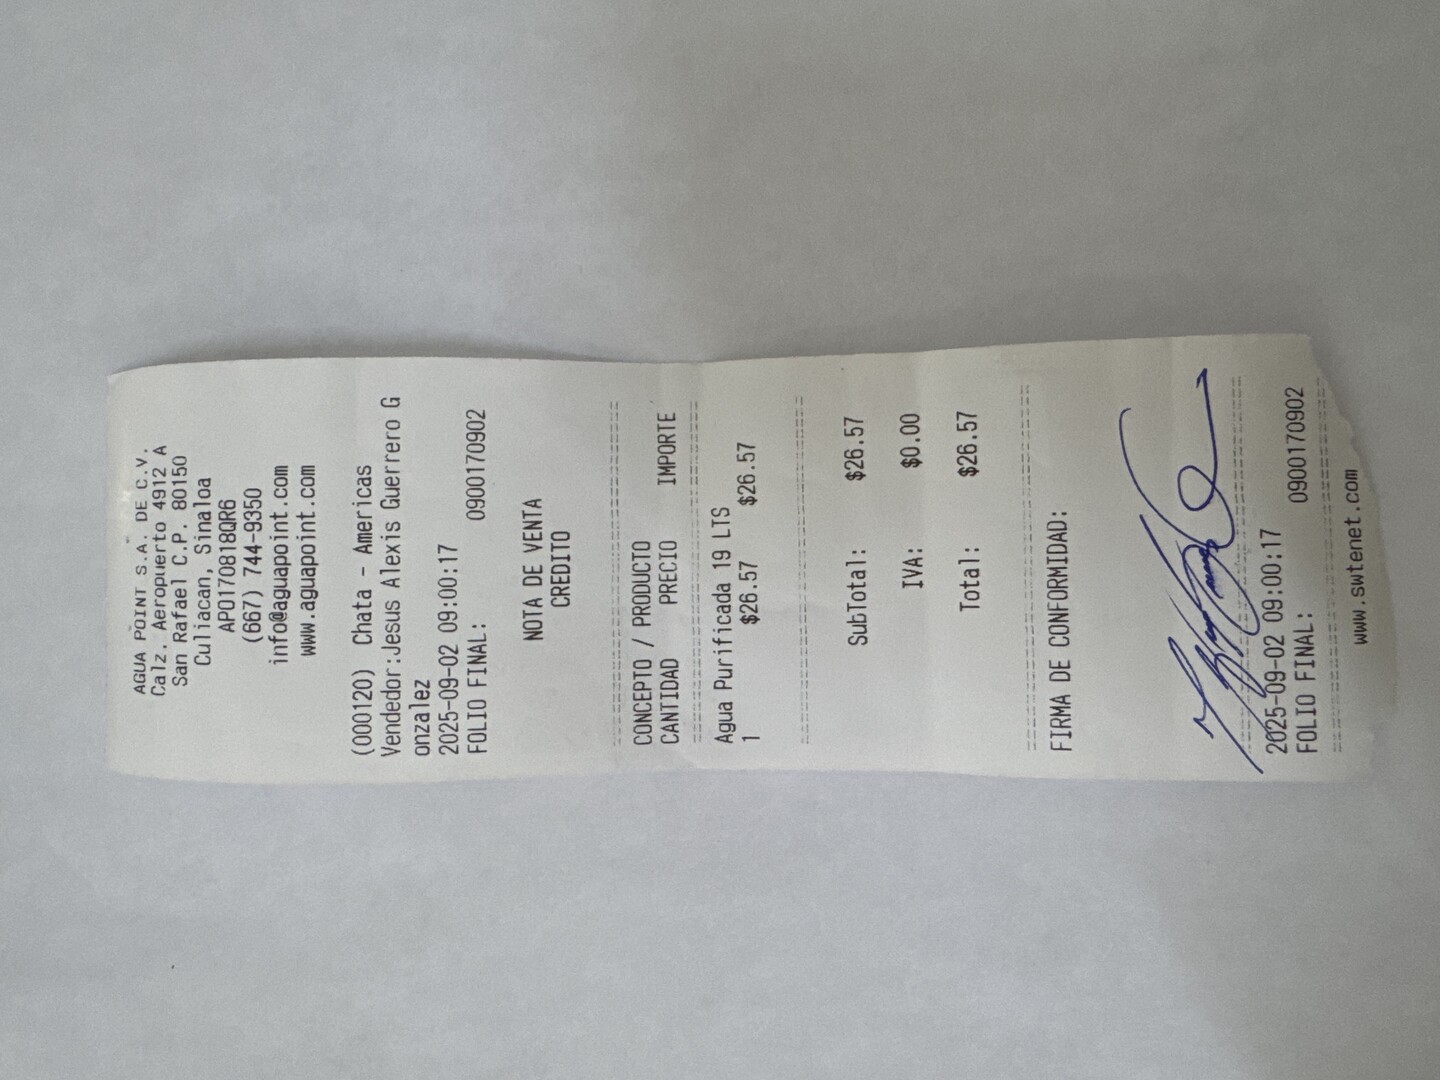 AGUA POINT S.A. DE C.V.
Calz. Aeropuerto 4912 A
San Rafael C.P. 80150
Culiacan, Sinaloa
APO170818QR6
(667) 744-9350
info@aguapoint.com
www.aguapoint.com
(000120) Chata - Americas
Vendedor:Jesus Alexis Guerrero G
onzalez
2025-09-02 09:00:17
FOLIO FINAL: 0900170902
NOTA DE VENTA
CREDITO
CONCEPTO / PRODUCTO
CANTIDAD PRECIO IMPORTE
Agua Purificada 19 LTS
1 $26.57 $26.57
SubTotal: $26.57
IVA: $0.00
Total: $26.57
FIRMA DE CONFORMIDAD:
2025-09-02 09:00:17
FOLIO FINAL: 0900170902
www.swtenet.com